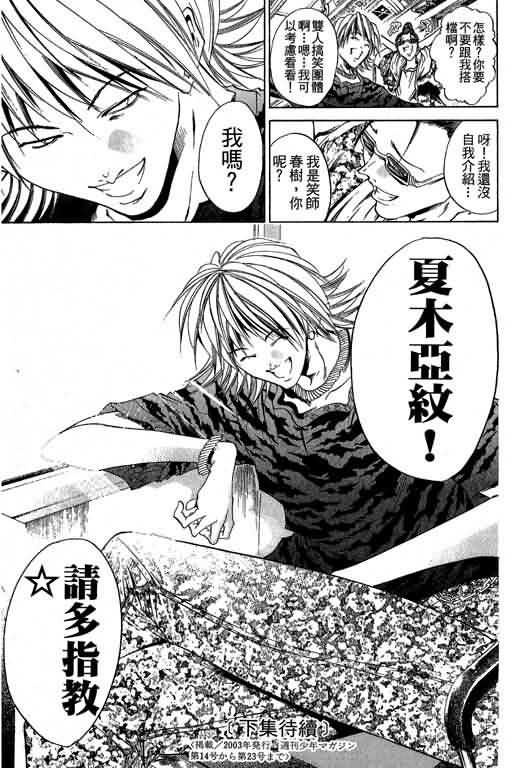 怎樣？你要
不要跟我搭
檔啊？
雙人搞笑團體
啊…嗯…我可
以考慮看看！
呀！我還沒
自我介紹…
我是笑師
春樹，你
呢？
我嗎？
夏木亞紋！
請多指教
☆
〔下集待續〕
〈掲載／2003年発行・週刊少年マガジン
第14号から第23号まで〉